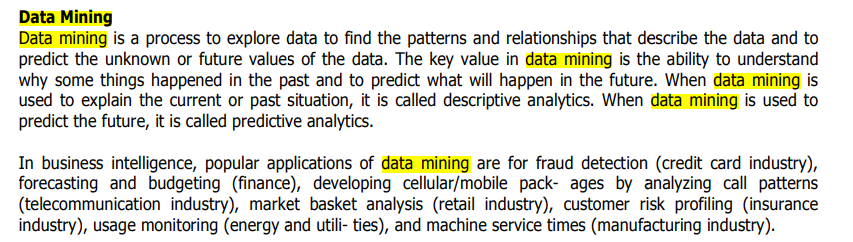 Data Mining
Data mining is a process to explore data to find the patterns and relationships that describe the data and to
predict the unknown or future values of the data. The key value in data mining is the ability to understand
why some things happened in the past and to predict what will happen in the future. When data mining is
used to explain the current or past situation, it is called descriptive analytics. When data mining is used to
predict the future, it is called predictive analytics.
In business intelligence, popular applications of data mining are for fraud detection (credit card industry),
forecasting and budgeting (finance), developing cellular/mobile pack- ages by analyzing call patterns
(telecommunication industry), market basket analysis (retail industry), customer risk profiling (insurance
industry), usage monitoring (energy and utili- ties), and machine service times (manufacturing industry).